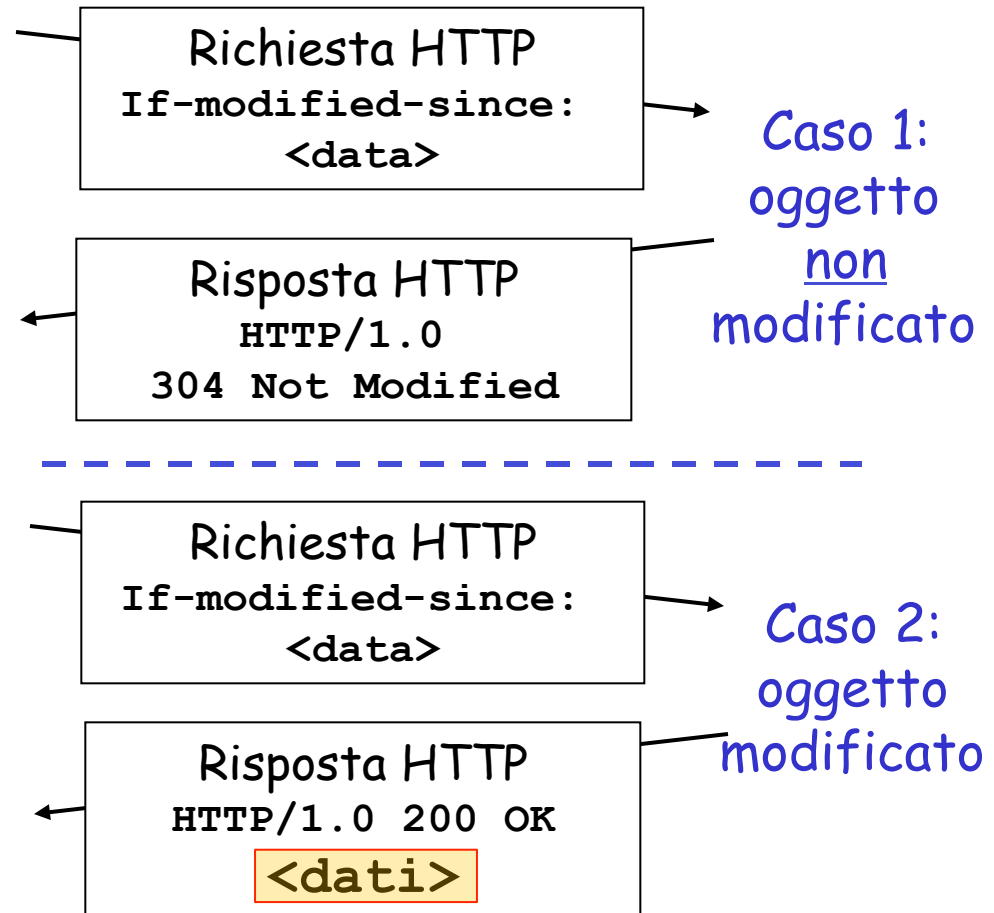 Richiesta HTTP
If-modified-since:
<data>
Caso 1:
oggetto
non
modificato
Risposta HTTP
HTTP/1.0
304 Not Modified
Richiesta HTTP
If-modified-since:
<data>
Caso 2:
oggetto
modificato
Risposta HTTP
HTTP/1.0 200 OK
<dati>